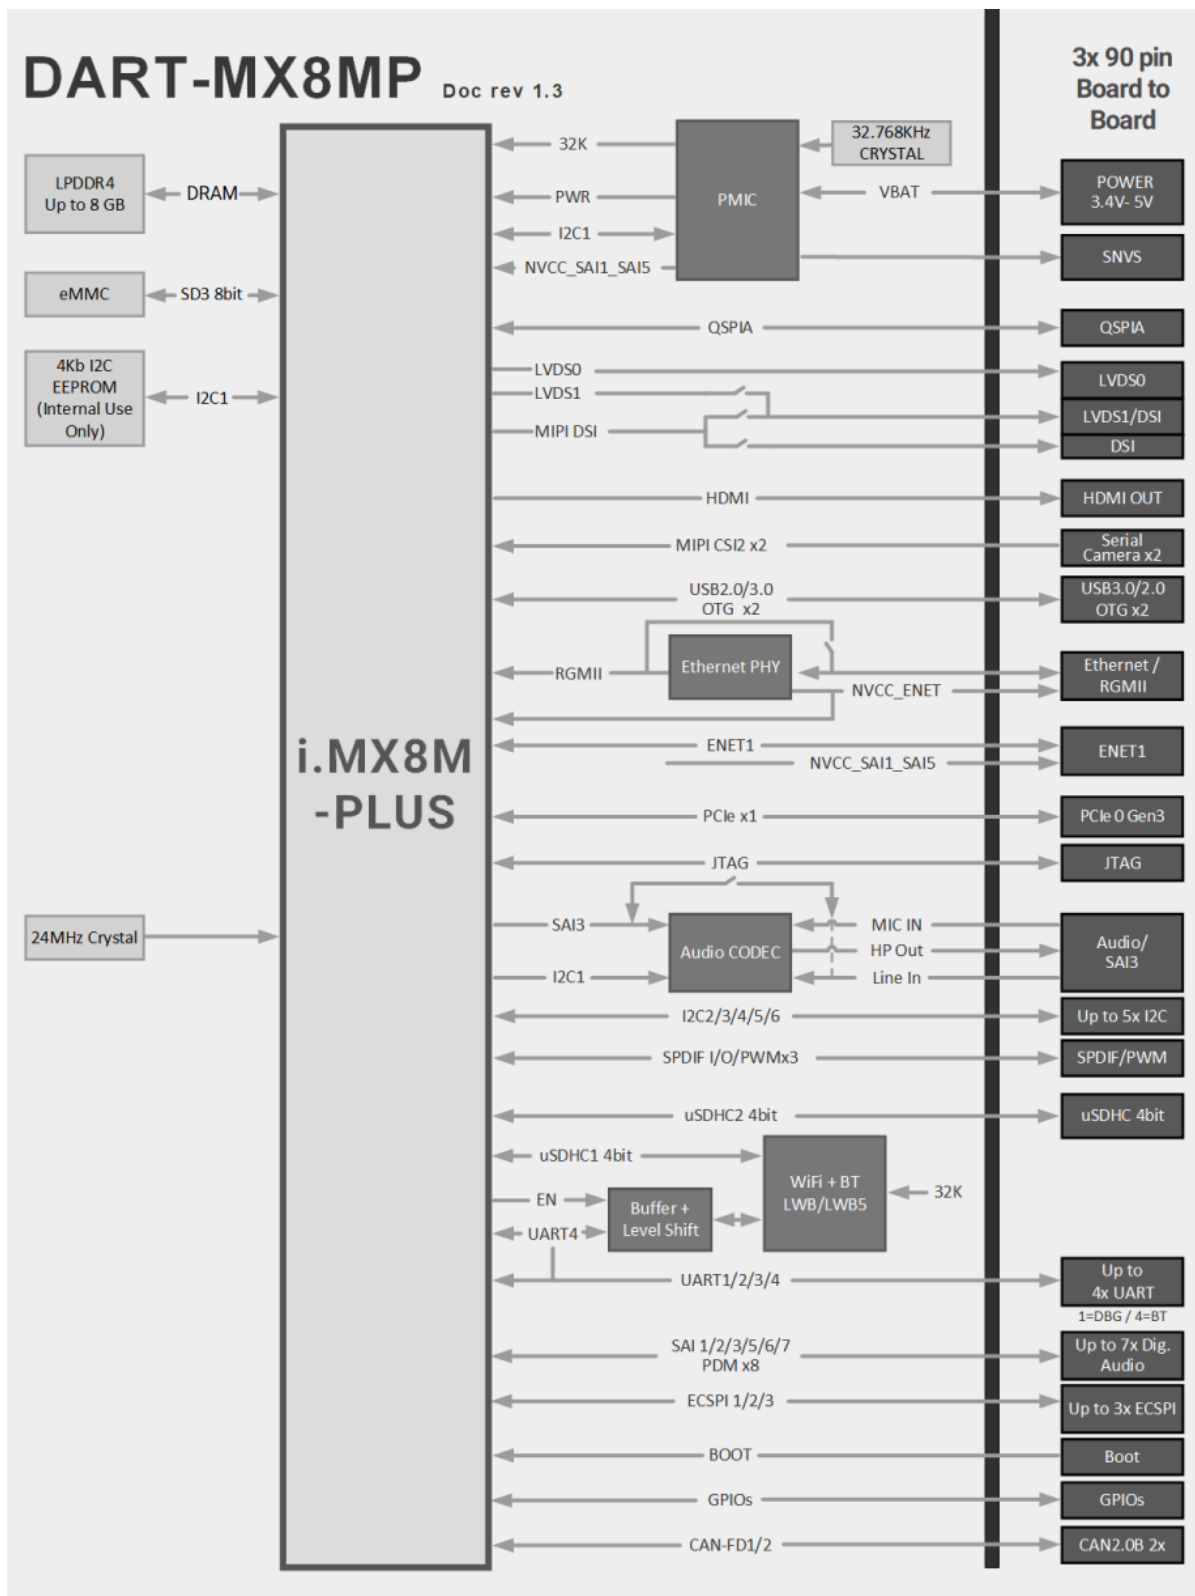 DART-MX8MP Doc rev 1.3
3x 90 pin
Board to
Board
LPDDR4
Up to 8 GB
DRAM
eMMC
SD3 8bit
4Kb I2C
EEPROM
(Internal Use
Only)
I2C1
24MHz Crystal
i.MX8M
-PLUS
32K
PWR
I2C1
NVCC_SAI1_SAI5
PMIC
32.768KHz
CRYSTAL
VBAT
POWER
3.4V- 5V
SNVS
QSPIA
QSPIA
LVDS0
LVDS0
LVDS1
LVDS1/DSI
MIPI DSI
DSI
HDMI
HDMI OUT
MIPI CSI2 x2
Serial
Camera x2
USB2.0/3.0
OTG x2
USB3.0/2.0
OTG x2
RGMII
Ethernet PHY
NVCC_ENET
Ethernet /
RGMII
ENET1
NVCC_SAI1_SAI5
ENET1
PCIe x1
PCIe 0 Gen3
JTAG
JTAG
SAI3
I2C1
Audio CODEC
MIC IN
HP Out
Line In
Audio/
SAI3
I2C2/3/4/5/6
Up to 5x I2C
SPDIF I/O/PWMx3
SPDIF/PWM
uSDHC2 4bit
uSDHC 4bit
uSDHC1 4bit
EN
UART4
Buffer +
Level Shift
WiFi + BT
LWB/LWB5
32K
UART1/2/3/4
Up to
4x UART
1=DBG / 4=BT
SAI 1/2/3/5/6/7
PDM x8
Up to 7x Dig.
Audio
ECSPI 1/2/3
Up to 3x ECSPI
BOOT
Boot
GPIOs
GPIOs
CAN-FD1/2
CAN2.0B 2x